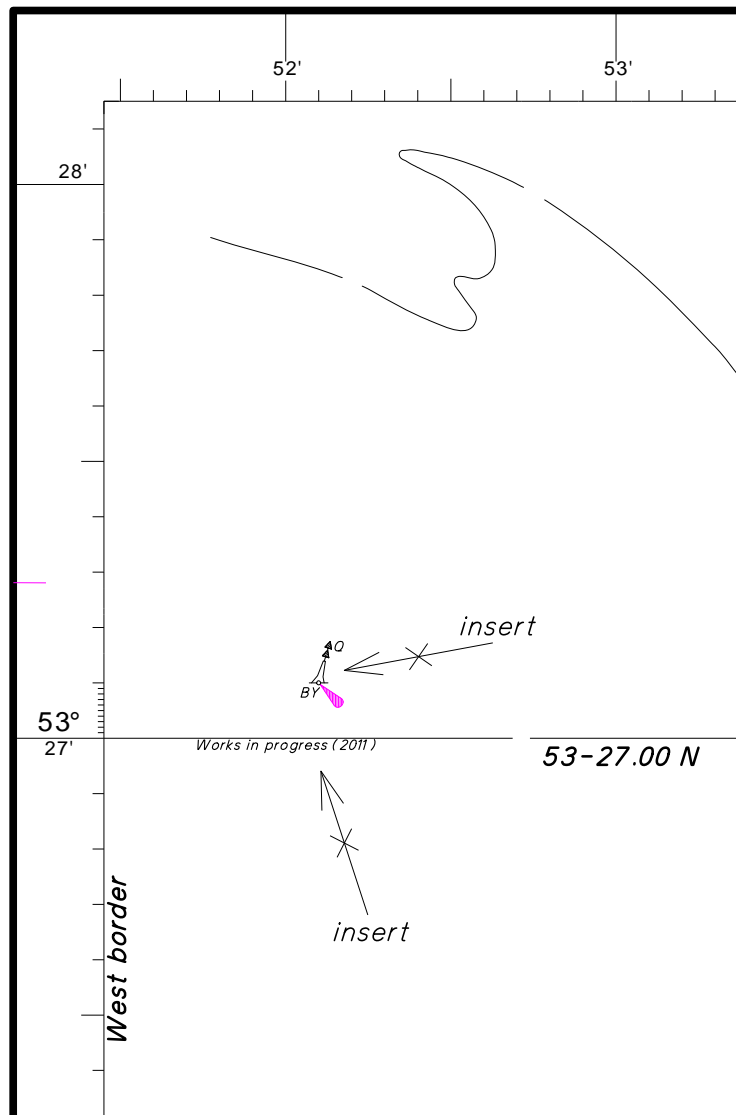 52' 53'
28'
insert
Q
BY
53°
27'
Works in progress (2011)
53-27.00 N
insert
West border